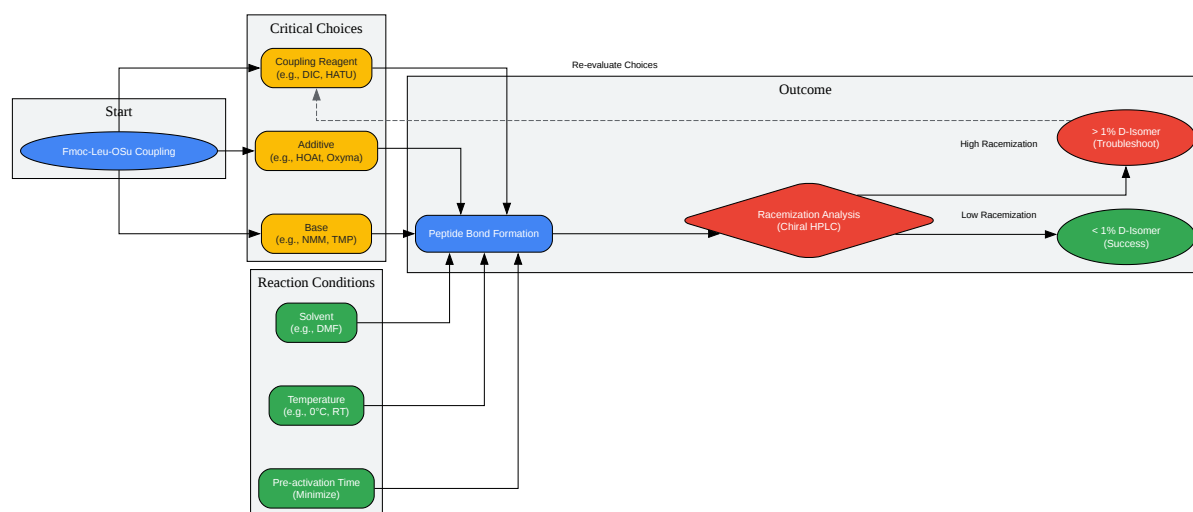 Start
Fmoc-Leu-OSu Coupling
Critical Choices
Coupling Reagent
(e.g., DIC, HATU)
Additive
(e.g., HOAt, Oxyma)
Base
(e.g., NMM, TMP)
Reaction Conditions
Solvent
(e.g., DMF)
Temperature
(e.g., 0°C, RT)
Pre-activation Time
(Minimize)
Re-evaluate Choices
Outcome
Peptide Bond Formation
Racemization Analysis
(Chiral HPLC)
High Racemization
Low Racemization
> 1% D-Isomer
(Troubleshoot)
< 1% D-Isomer
(Success)